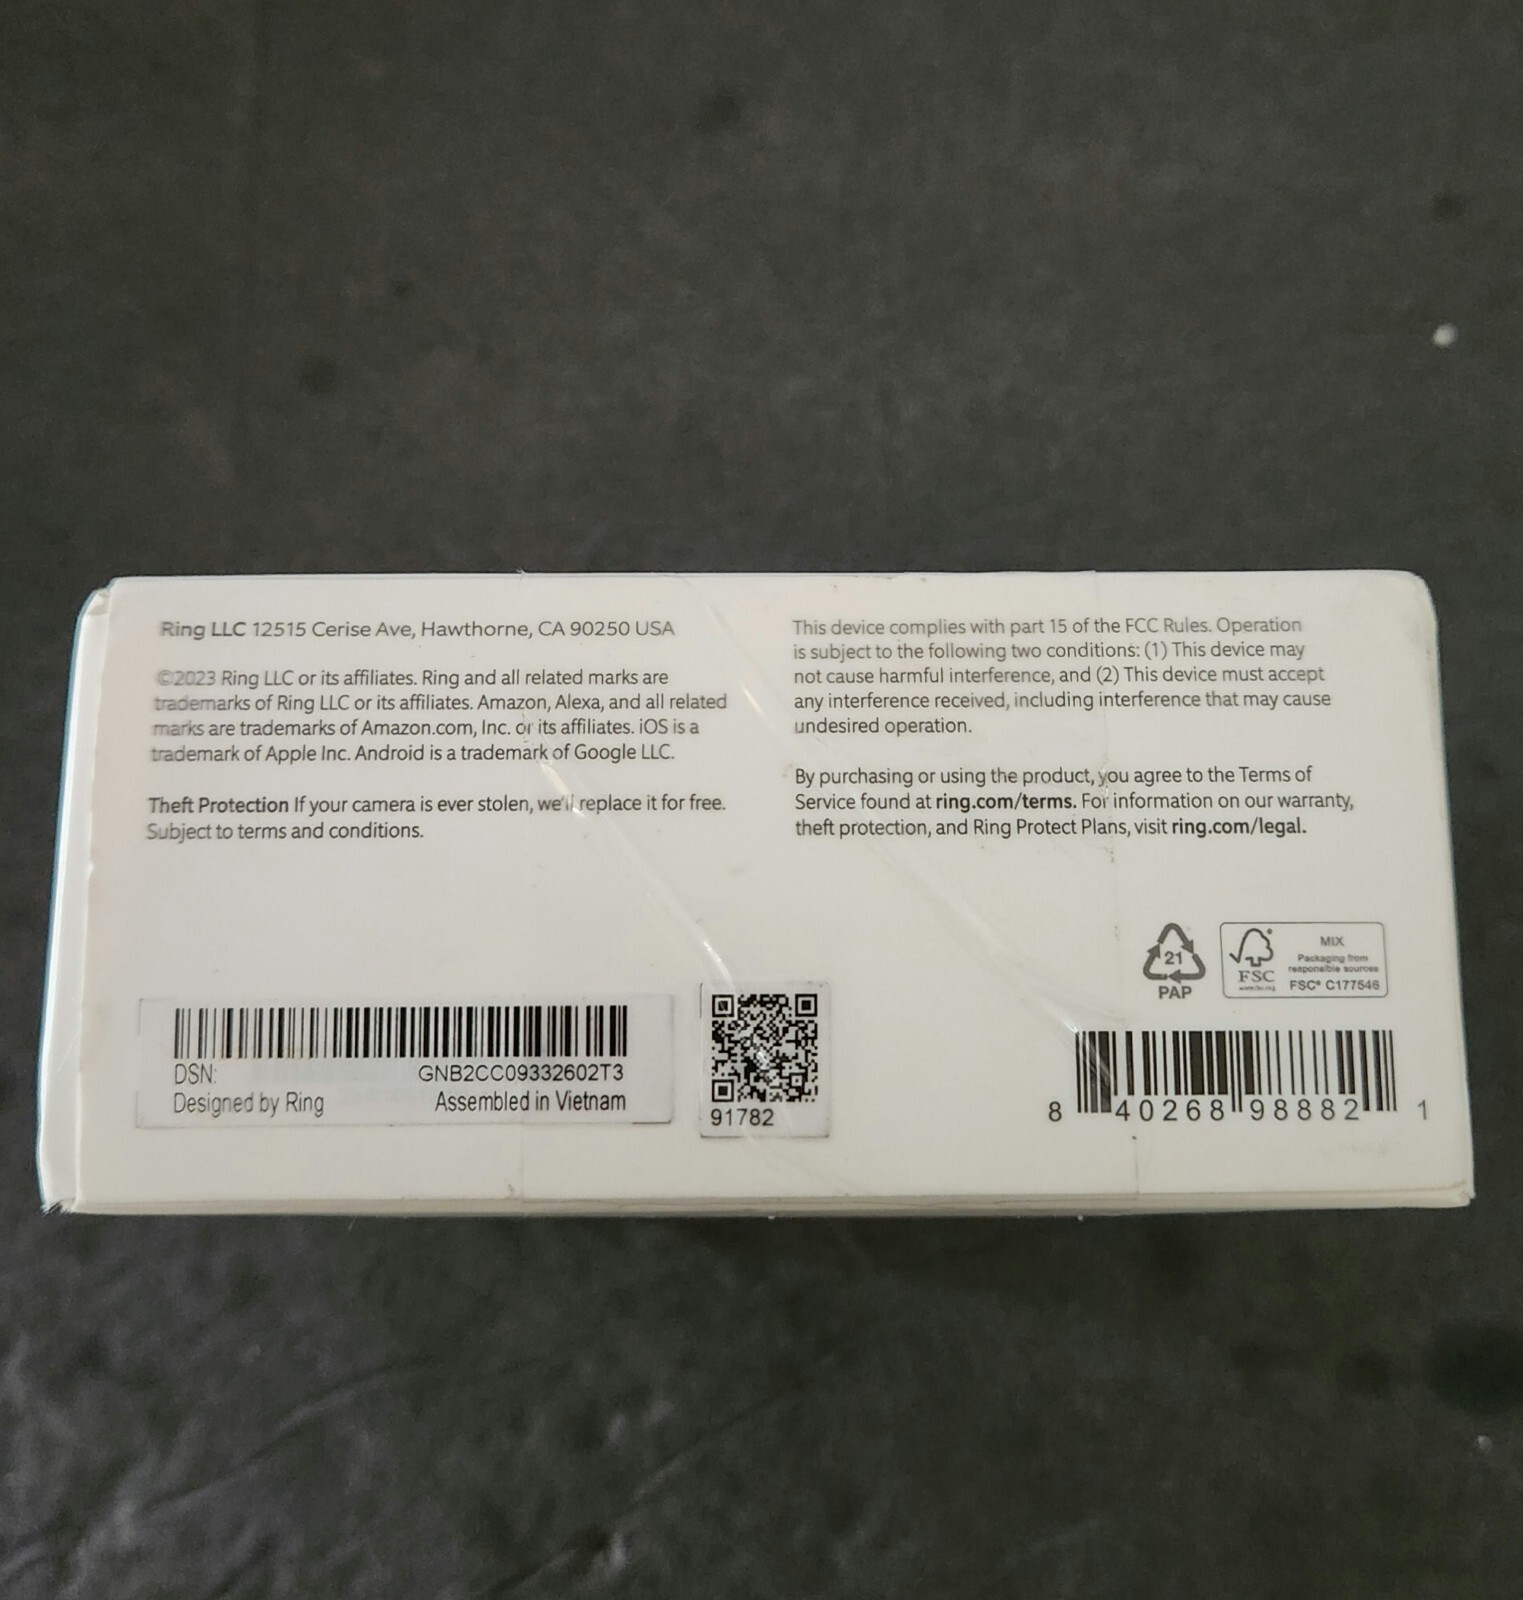 Ring LLC 12515 Cerise Ave, Hawthorne, CA 90250 USA
©2023 Ring LLC or its affiliates. Ring and all related marks are
trademarks of Ring LLC or its affiliates. Amazon, Alexa, and all related
marks are trademarks of Amazon.com, Inc. or its affiliates. iOS is a
trademark of Apple Inc. Android is a trademark of Google LLC.
Theft Protection If your camera is ever stolen, we'll replace it for free.
Subject to terms and conditions.
This device complies with part 15 of the FCC Rules. Operation
is subject to the following two conditions: (1) This device may
not cause harmful interference, and (2) This device must accept
any interference received, including interference that may cause
undesired operation.
By purchasing or using the product, you agree to the Terms of
Service found at ring.com/terms. For information on our warranty,
theft protection, and Ring Protect Plans, visit ring.com/legal.
21
PAP
FSC
MIX
Packaging from
responsible sources
FSC® C177546
DSN: GNB2CC09332602T3
Designed by Ring Assembled in Vietnam
91782
8 40268 98882 1